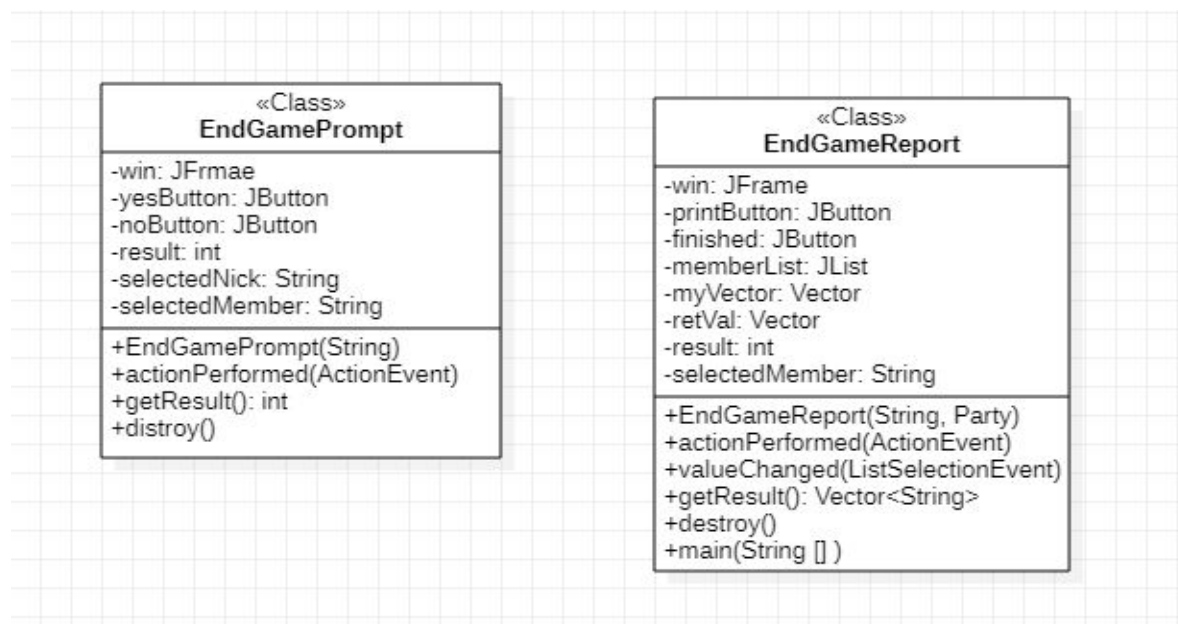 «Class»
EndGamePrompt
-win: JFrmae
-yesButton: JButton
-noButton: JButton
-result: int
-selectedNick: String
-selectedMember: String
+EndGamePrompt(String)
+actionPerformed(ActionEvent)
+getResult(): int
+distroy()
«Class»
EndGameReport
-win: JFrame
-printButton: JButton
-finished: JButton
-memberList: JList
-myVector: Vector
-retVal: Vector
-result: int
-selectedMember: String
+EndGameReport(String, Party)
+actionPerformed(ActionEvent)
+valueChanged(ListSelectionEvent)
+getResult(): Vector<String>
+destroy()
+main(String [] )